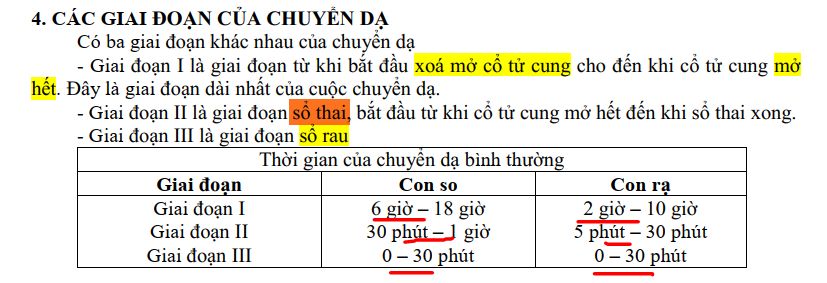 4. CÁC GIAI ĐOẠN CỦA CHUYỂN DẠ
Có ba giai đoạn khác nhau của chuyển dạ
- Giai đoạn I là giai đoạn từ khi bắt đầu xoá mở cổ tử cung cho đến khi cổ tử cung mở
hết. Đây là giai đoạn dài nhất của cuộc chuyển dạ.
- Giai đoạn II là giai đoạn sổ thai, bắt đầu từ khi cổ tử cung mở hết đến khi sổ thai xong.
- Giai đoạn III là giai đoạn sổ rau
Thời gian của chuyển dạ bình thường
Giai đoạn Con so Con rạ
Giai đoạn I 6 giờ – 18 giờ 2 giờ – 10 giờ
Giai đoạn II 30 phút – 1 giờ 5 phút – 30 phút
Giai đoạn III 0 – 30 phút 0 – 30 phút